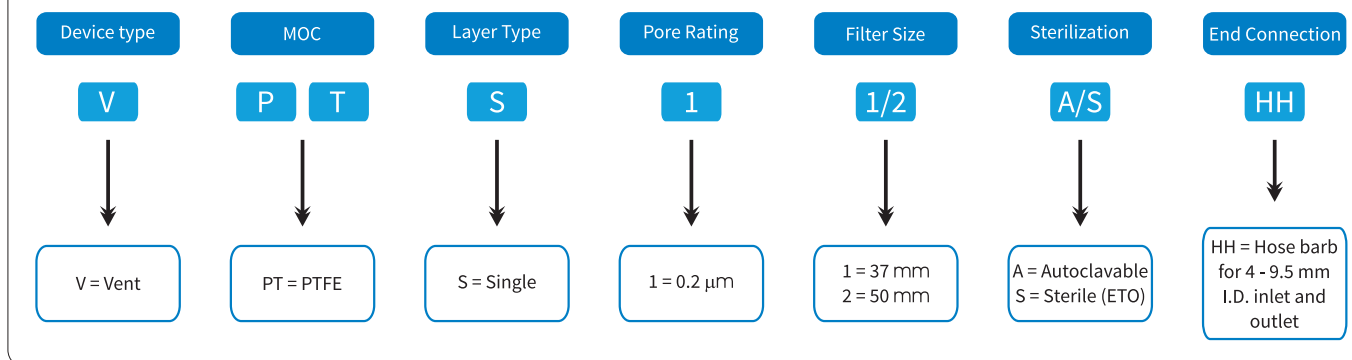 Device type
MOC
Layer Type
Pore Rating
Filter Size
Sterilization
End Connection
V
P T
S
1
1/2
A/S
HH
V = Vent
PT = PTFE
S = Single
1 = 0.2 μm
1 = 37 mm
2 = 50 mm
A = Autoclavable
S = Sterile (ETO)
HH = Hose barb
for 4 - 9.5 mm
I.D. inlet and
outlet